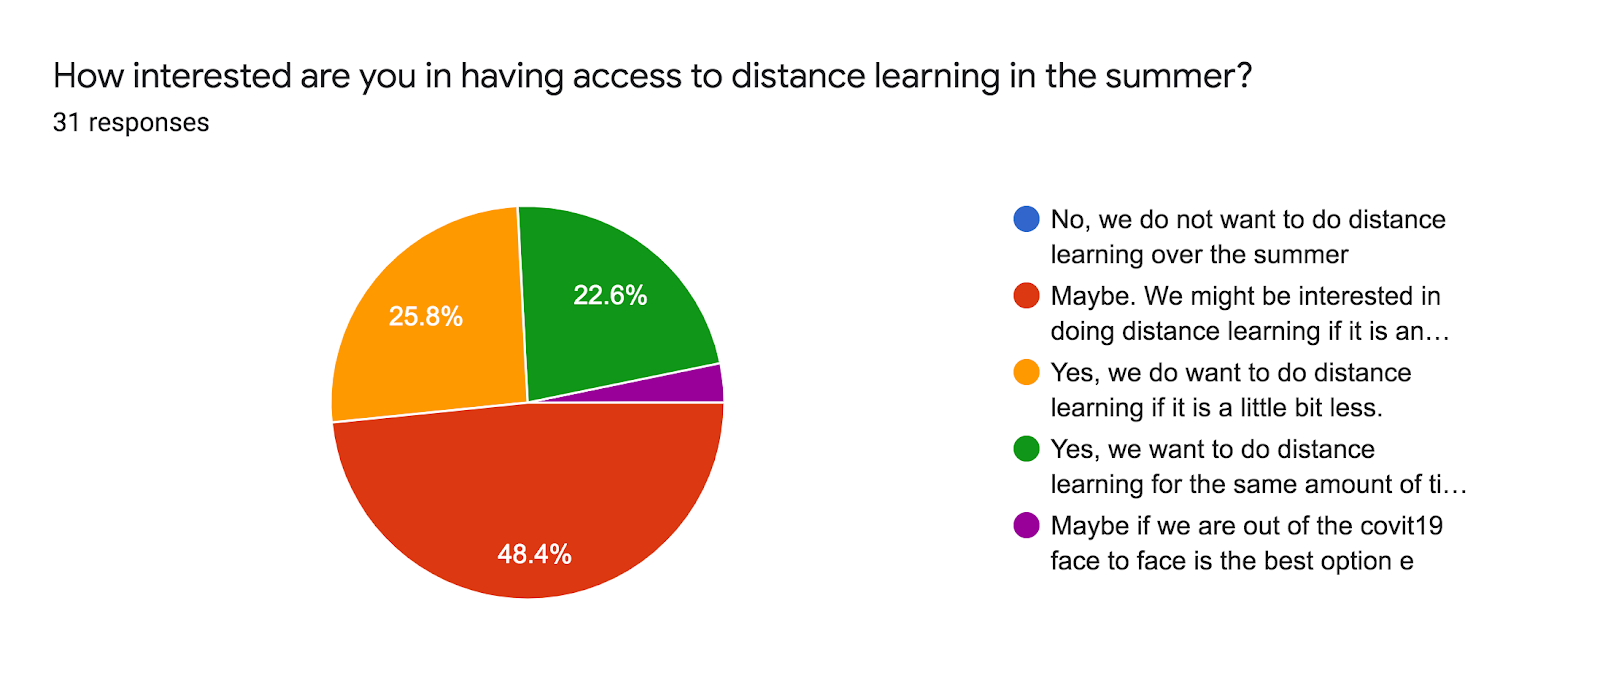 How interested are you in having access to distance learning in the summer?
31 responses
25.8%
22.6%
48.4%
No, we do not want to do distance
learning over the summer
Maybe. We might be interested in
doing distance learning if it is an…
Yes, we do want to do distance
learning if it is a little bit less.
Yes, we want to do distance
learning for the same amount of ti…
Maybe if we are out of the covit19
face to face is the best option e